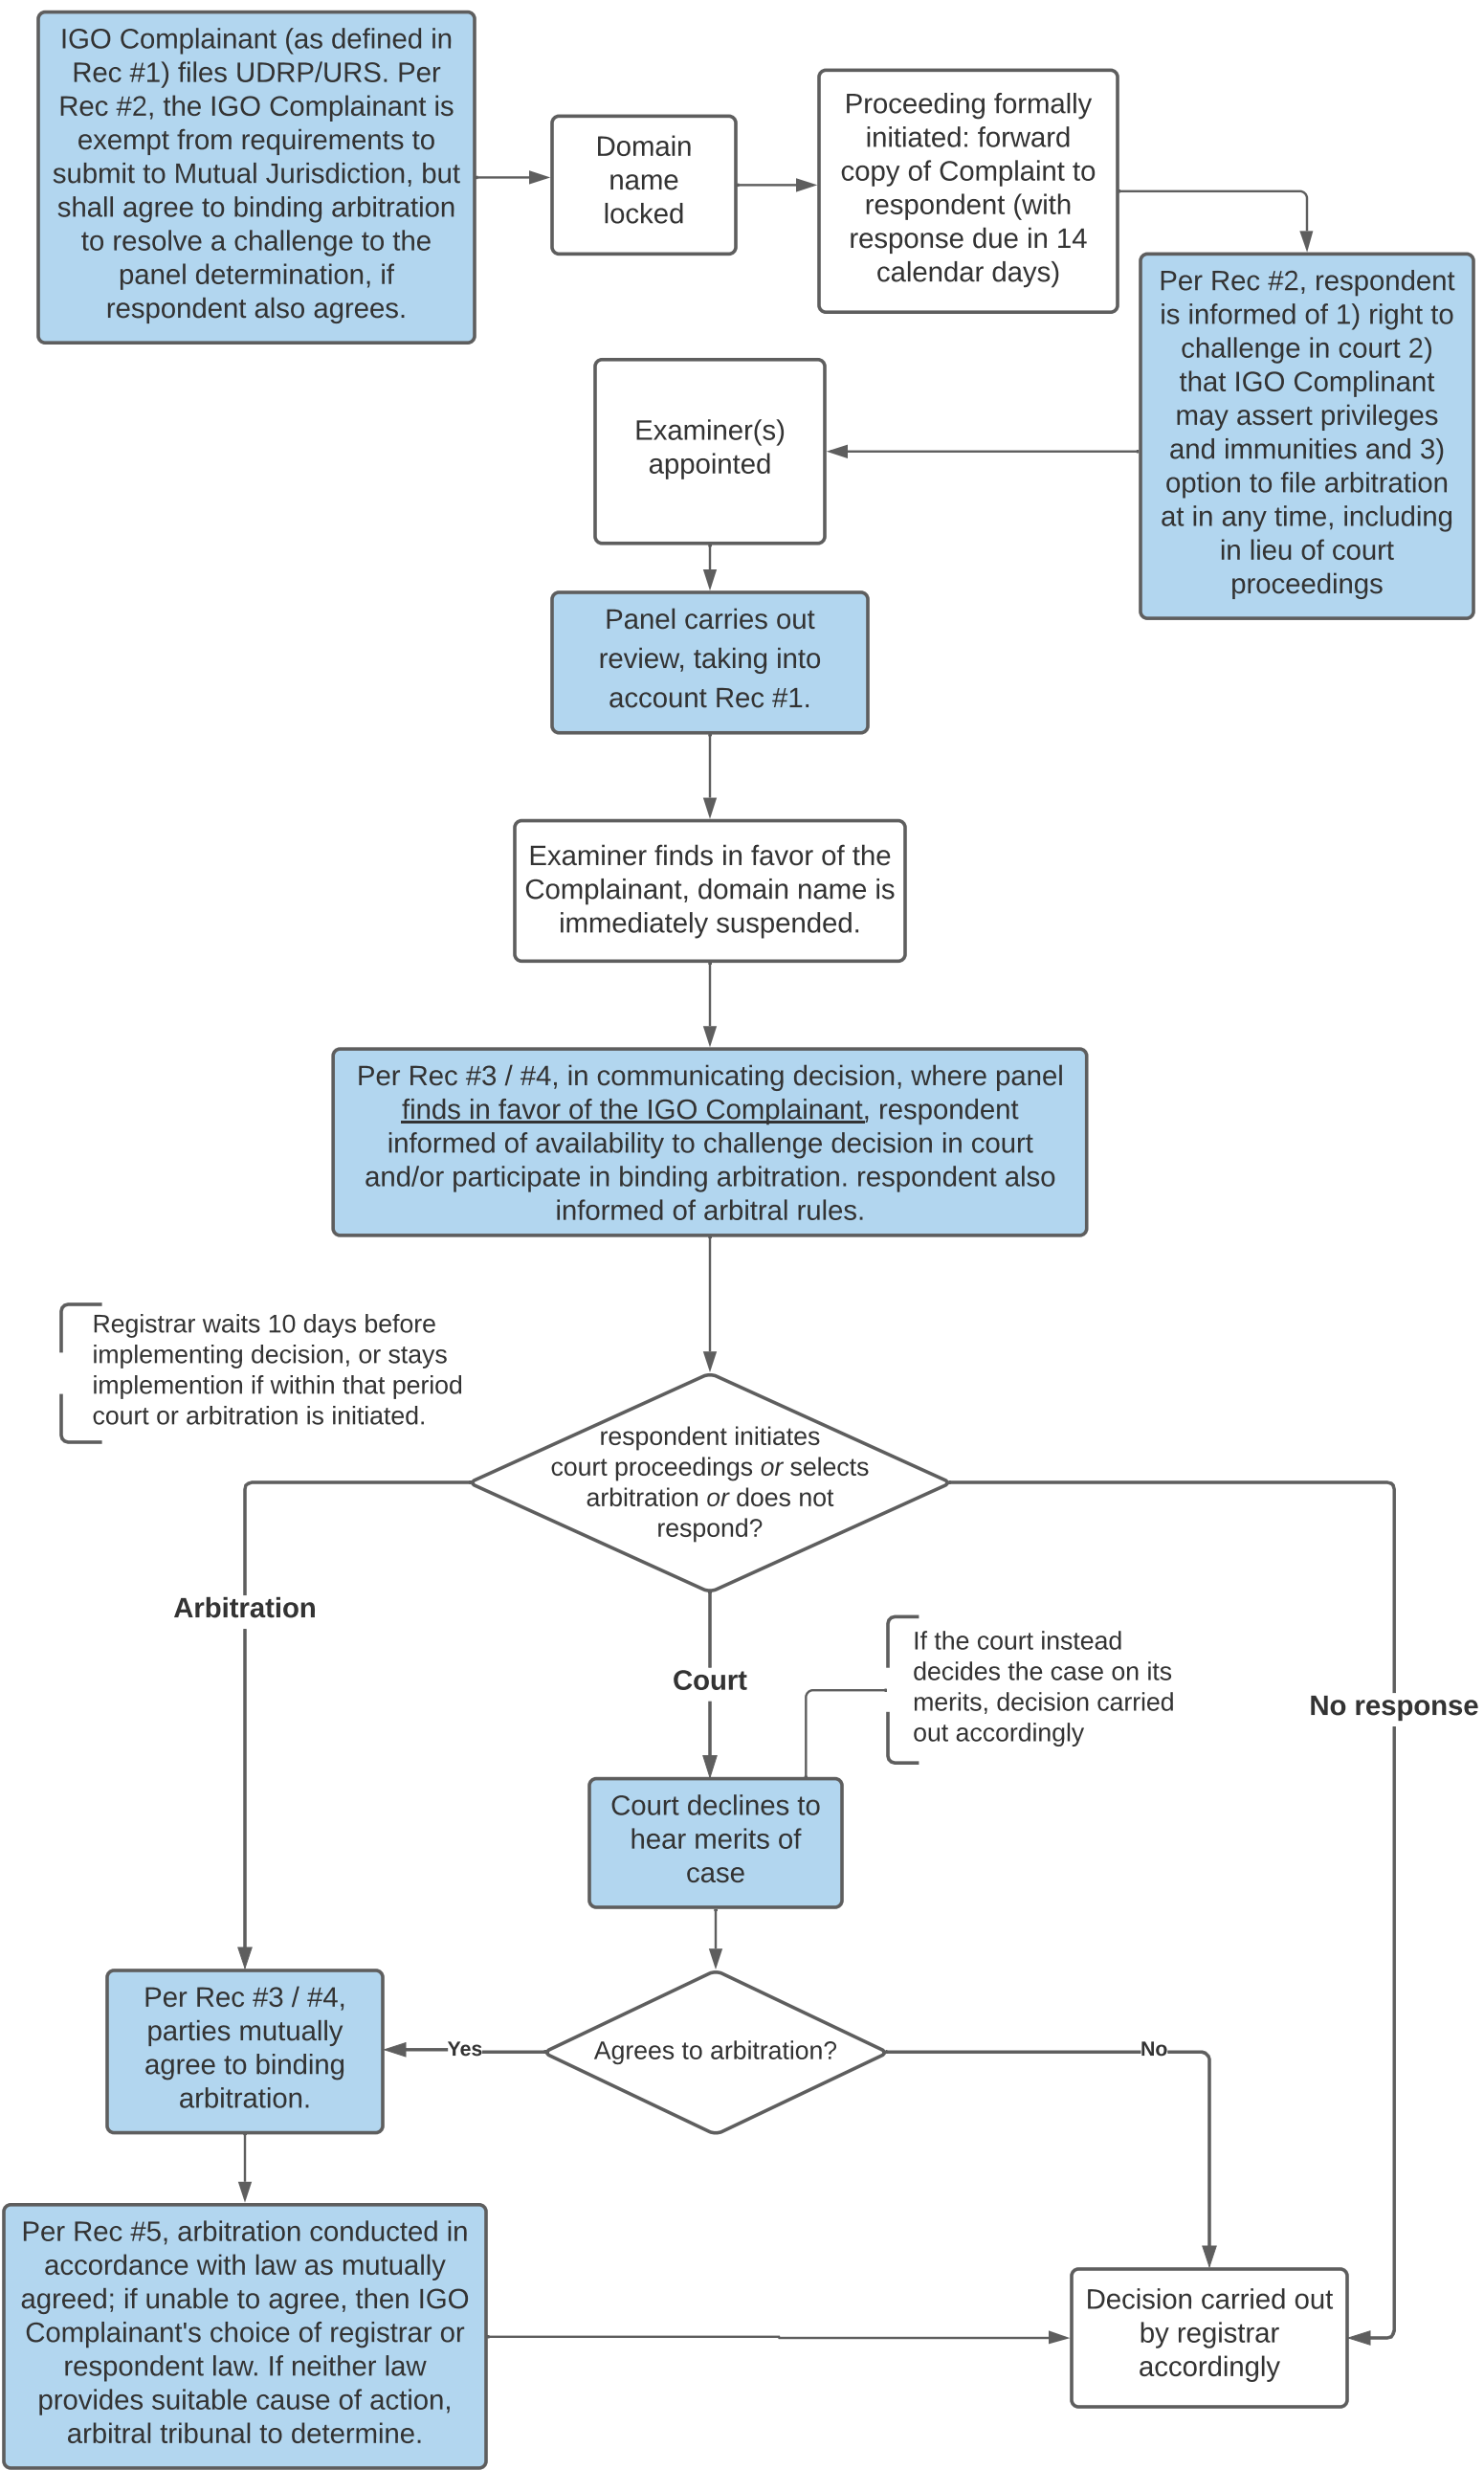 IGO Complainant (as defined in
Rec #1) files UDRP/URS. Per
Rec #2, the IGO Complainant is
exempt from requirements to
submit to Mutual Jurisdiction, but
shall agree to binding arbitration
to resolve a challenge to the
panel determination, if
respondent also agrees.
Domain
name
locked
Proceeding formally
initiated: forward
copy of Complaint to
respondent (with
response due in 14
calendar days)
Per Rec #2, respondent
is informed of 1) right to
challenge in court 2)
that IGO Complinant
may assert privileges
and immunities and 3)
option to file arbitration
at in any time, including
in lieu of court
proceedings
Examiner(s)
appointed
Panel carries out
review, taking into
account Rec #1.
Examiner finds in favor of the
Complainant, domain name is
immediately suspended.
Per Rec #3 / #4, in communicating decision, where panel
finds in favor of the IGO Complainant, respondent
informed of availability to challenge decision in court
and/or participate in binding arbitration. respondent also
informed of arbitral rules.
Registrar waits 10 days before
implementing decision, or stays
implemention if within that period
court or arbitration is initiated.
respondent initiates
court proceedings or selects
arbitration or does not
respond?
Arbitration
Court
No response
If the court instead
decides the case on its
merits, decision carried
out accordingly
Court declines to
hear merits of
case
Per Rec #3 / #4,
parties mutually
agree to binding
arbitration.
Yes
Agrees to arbitration?
No
Per Rec #5, arbitration conducted in
accordance with law as mutually
agreed; if unable to agree, then IGO
Complainant's choice of registrar or
respondent law. If neither law
provides suitable cause of action,
arbitral tribunal to determine.
Decision carried out
by registrar
accordingly